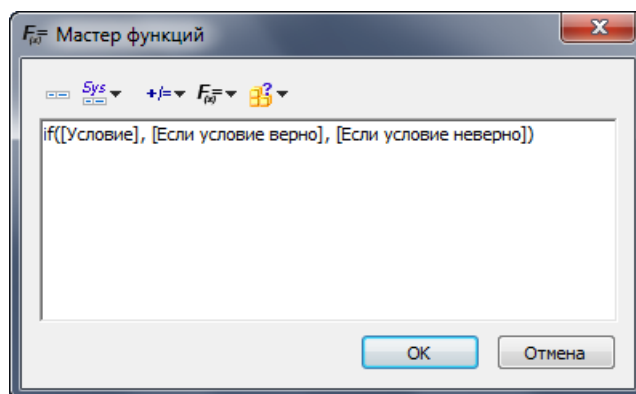 F(x)= Мастер функций
Sys +/= F(x)= ?
if([Условие], [Если условие верно], [Если условие неверно])
OK Отмена